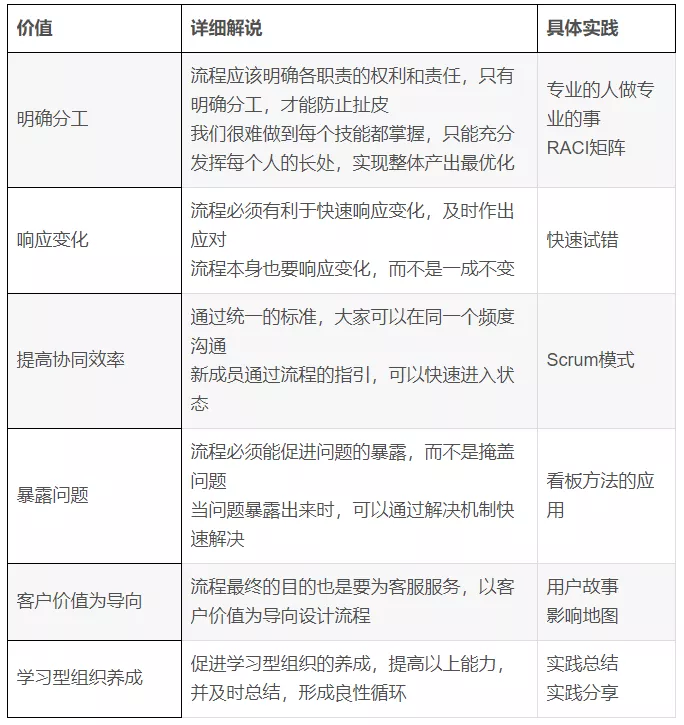 价值
详细解说
具体实践
明确分工
流程应该明确各职责的权利和责任，只有
明确分工，才能防止扯皮
我们很难做到每个技能都掌握，只能充分
发挥每个人的长处，实现整体产出最优化
专业的人做专
业的事
RACI矩阵
响应变化
流程必须有利于快速响应变化，及时作出
应对
流程本身也要响应变化，而不是一成不变
快速试错
提高协同效率
通过统一的标准，大家可以在同一个频度
沟通
新成员通过流程的指引，可以快速进入状
态
Scrum模式
暴露问题
流程必须能促进问题的暴露，而不是掩盖
问题
当问题暴露出来时，可以通过解决机制快
速解决
看板方法的应
用
客户价值为导向
流程最终的目的也是要为客服服务，以客
户价值为导向设计流程
用户故事
影响地图
学习型组织养成
促进学习型组织的养成，提高以上能力，
并及时总结，形成良性循环
实践总结
实践分享